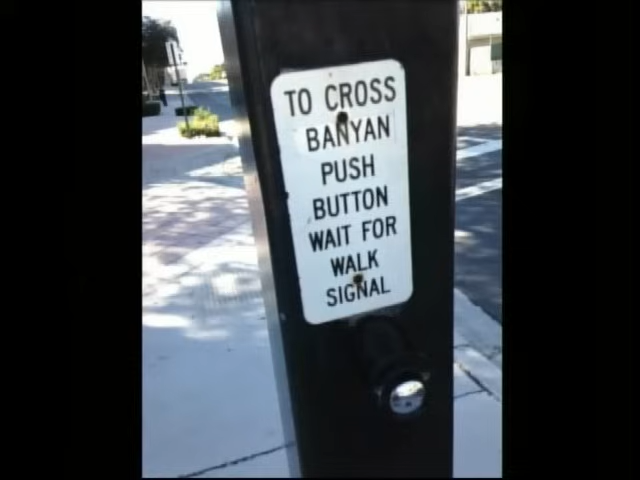 TO CROSS
BANYAN
PUSH
BUTTON
WAIT FOR
WALK
SIGNAL